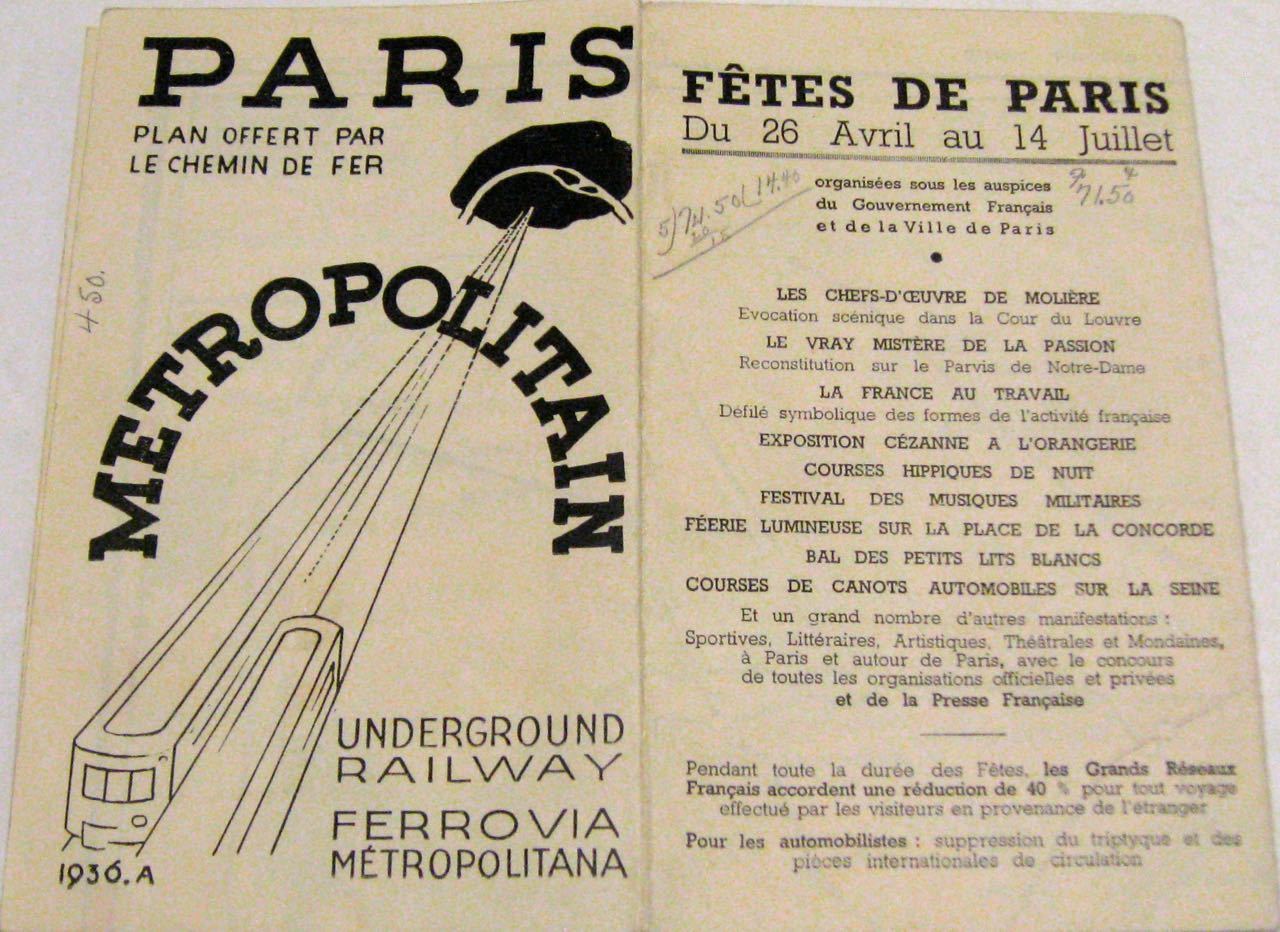 PARIS
PLAN OFFERT PAR
LE CHEMIN DE FER
METROPOLITAIN
450.
UNDERGROUND
RAILWAY
FERROVIA
MÉTROPOLITANA
1936.A
FÊTES DE PARIS
Du 26 Avril au 14 Juillet
5)74.50(14.40
71.50
organisées sous les auspices
du Gouvernement Français
et de la Ville de Paris
LES CHEFS-D'ŒUVRE DE MOLIÈRE
Evocation scénique dans la Cour du Louvre
LE VRAY MISTÈRE DE LA PASSION
Reconstitution sur le Parvis de Notre-Dame
LA FRANCE AU TRAVAIL
Défilé symbolique des formes de l'activité française
EXPOSITION CÉZANNE A L'ORANGERIE
COURSES HIPPIQUES DE NUIT
FESTIVAL DES MUSIQUES MILITAIRES
FÉERIE LUMINEUSE SUR LA PLACE DE LA CONCORDE
BAL DES PETITS LITS BLANCS
COURSES DE CANOTS AUTOMOBILES SUR LA SEINE
Et un grand nombre d'autres manifestations :
Sportives, Littéraires, Artistiques, Théâtrales et Mondaines,
à Paris et autour de Paris, avec le concours
de toutes les organisations officielles et privées
et de la Presse Française
Pendant toute la durée des Fêtes, les Grands Réseaux
Français accordent une réduction de 40 % pour tout voyage
effectué par les visiteurs en provenance de l'étranger
Pour les automobilistes : suppression du triptyque et des
pièces internationales de circulation